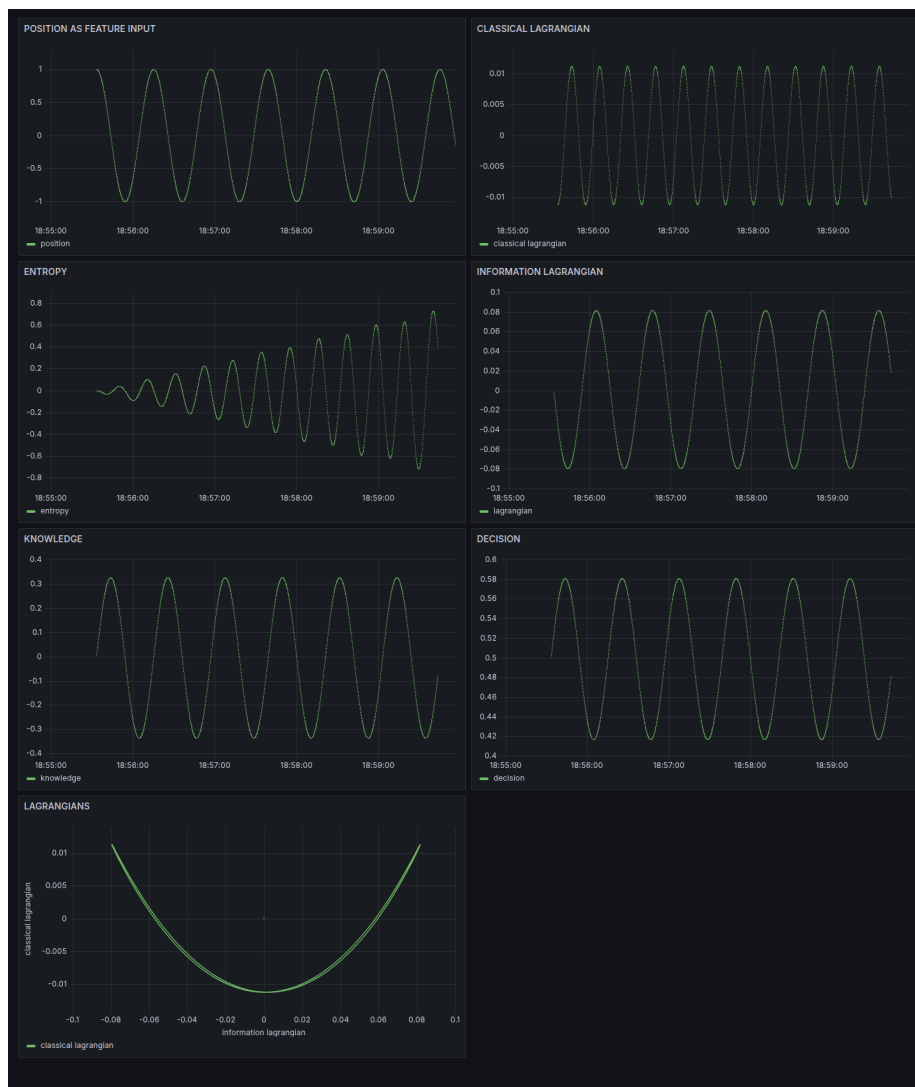 POSITION AS FEATURE INPUT
1
0.5
0
-0.5
-1
18:55:00 18:56:00 18:57:00 18:58:00 18:59:00
position
CLASSICAL LAGRANGIAN
0.01
0.005
0
-0.005
-0.01
18:55:00 18:56:00 18:57:00 18:58:00 18:59:00
classical lagrangian
ENTROPY
0.8
0.6
0.4
0.2
0
-0.2
-0.4
-0.6
-0.8
18:55:00 18:56:00 18:57:00 18:58:00 18:59:00
entropy
INFORMATION LAGRANGIAN
0.1
0.08
0.06
0.04
0.02
0
-0.02
-0.04
-0.06
-0.08
-0.1
18:55:00 18:56:00 18:57:00 18:58:00 18:59:00
lagrangian
KNOWLEDGE
0.4
0.3
0.2
0.1
0
-0.1
-0.2
-0.3
-0.4
18:55:00 18:56:00 18:57:00 18:58:00 18:59:00
knowledge
DECISION
0.6
0.58
0.56
0.54
0.52
0.5
0.48
0.46
0.44
0.42
0.4
18:55:00 18:56:00 18:57:00 18:58:00 18:59:00
decision
LAGRANGIANS
classical lagrangian
0.01
0.005
0
-0.005
-0.01
-0.1 -0.08 -0.06 -0.04 -0.02 0 0.02 0.04 0.06 0.08 0.1
information lagrangian
classical lagrangian